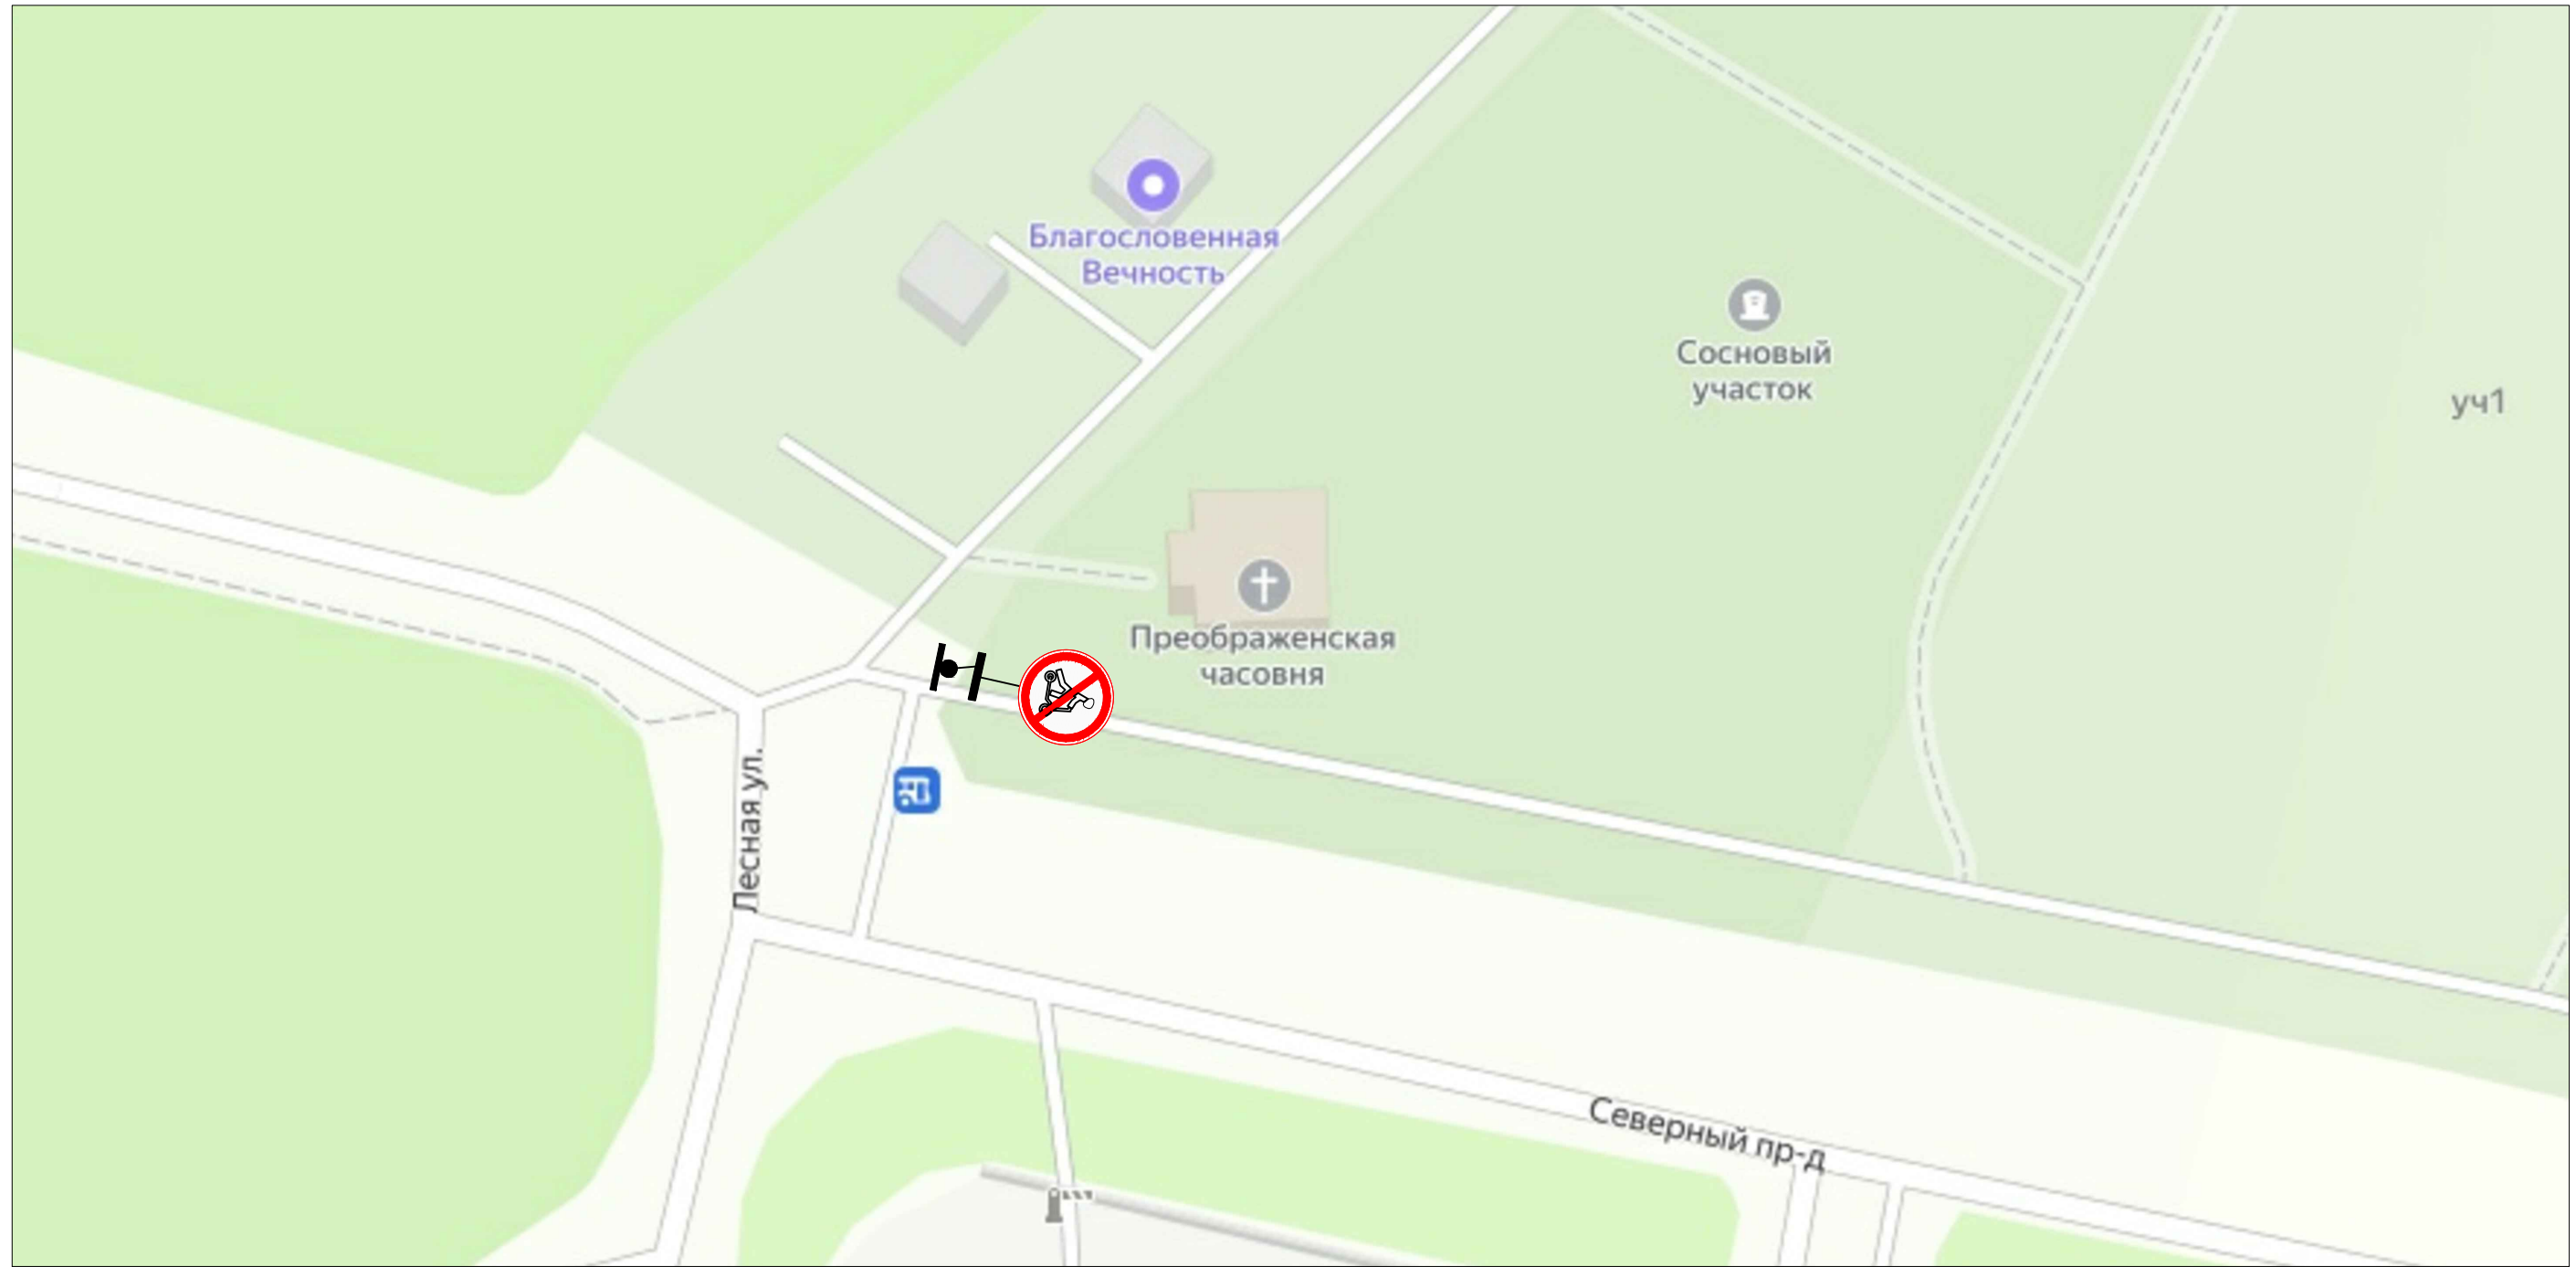 Благословенная
Вечность
Сосновый
участок
уч1
Преображенская
часовня
Лесная ул.
Северный пр-д